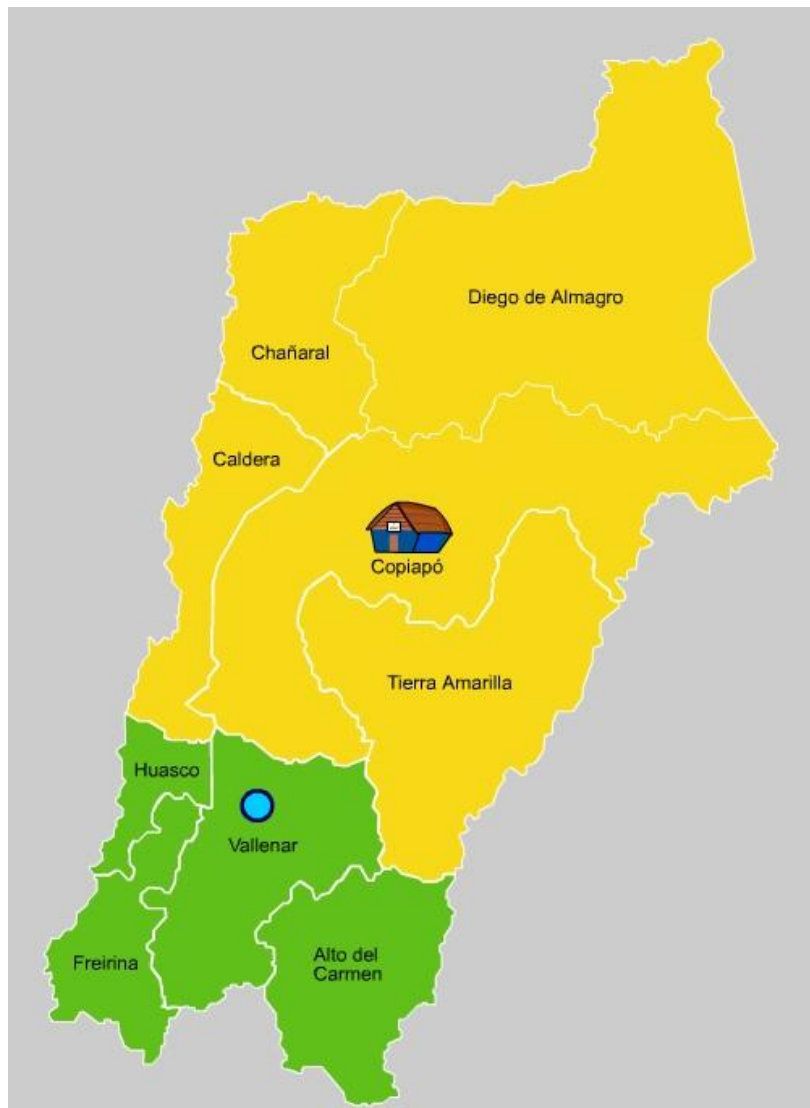 Diego de Almagro
Chañaral
Caldera
Copiapó
Tierra Amarilla
Huasco
Vallenar
Alto del
Carmen
Freirina